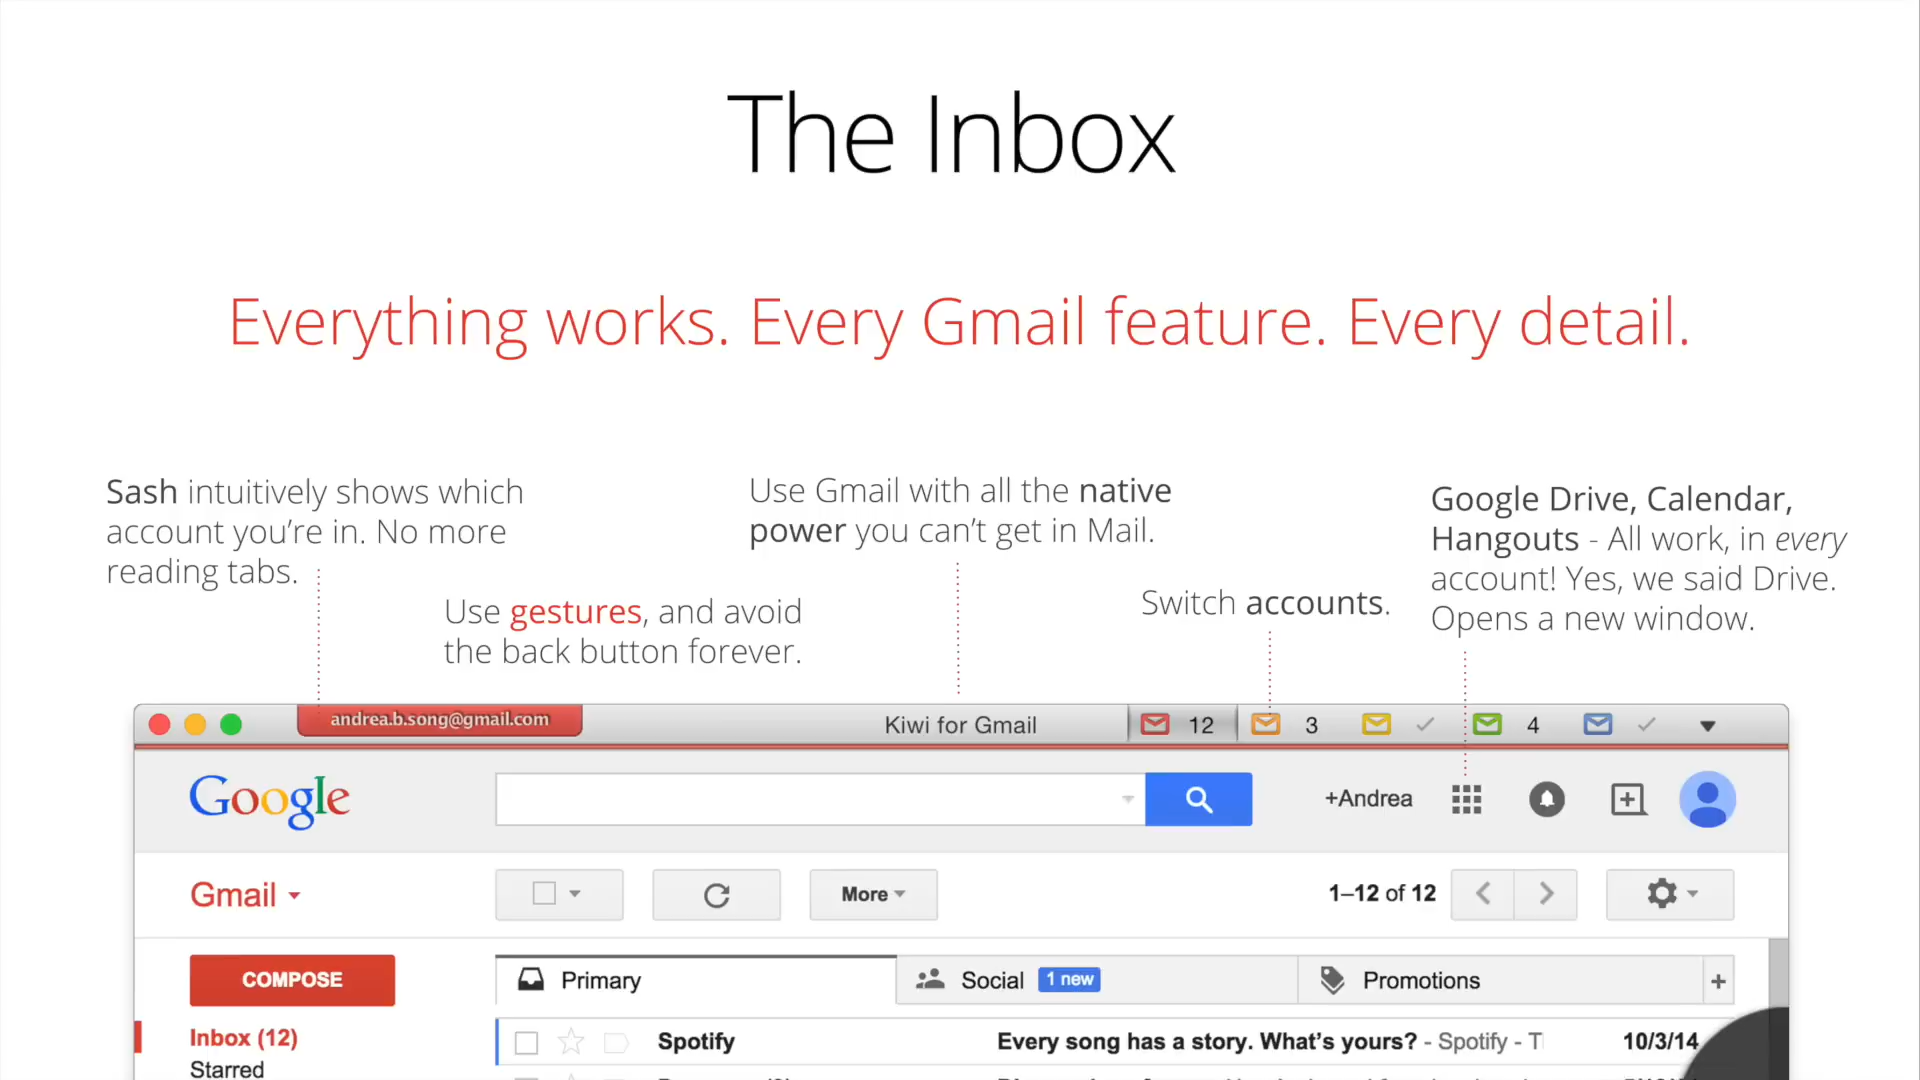 The Inbox
Everything works. Every Gmail feature. Every detail.
Sash intuitively shows which
account you're in. No more
reading tabs.
Use gestures, and avoid
the back button forever.
Use Gmail with all the native
power you can't get in Mail.
Switch accounts.
Google Drive, Calendar,
Hangouts - All work, in every
account! Yes, we said Drive.
Opens a new window.
andrea.b.song@gmail.com
Kiwi for Gmail
12
3
4
Google
+Andrea
Gmail
More
1–12 of 12
COMPOSE
Primary
Social
1 new
Promotions
+
Inbox (12)
Spotify
Every song has a story. What's yours? - Spotify -
10/3/14
Starred